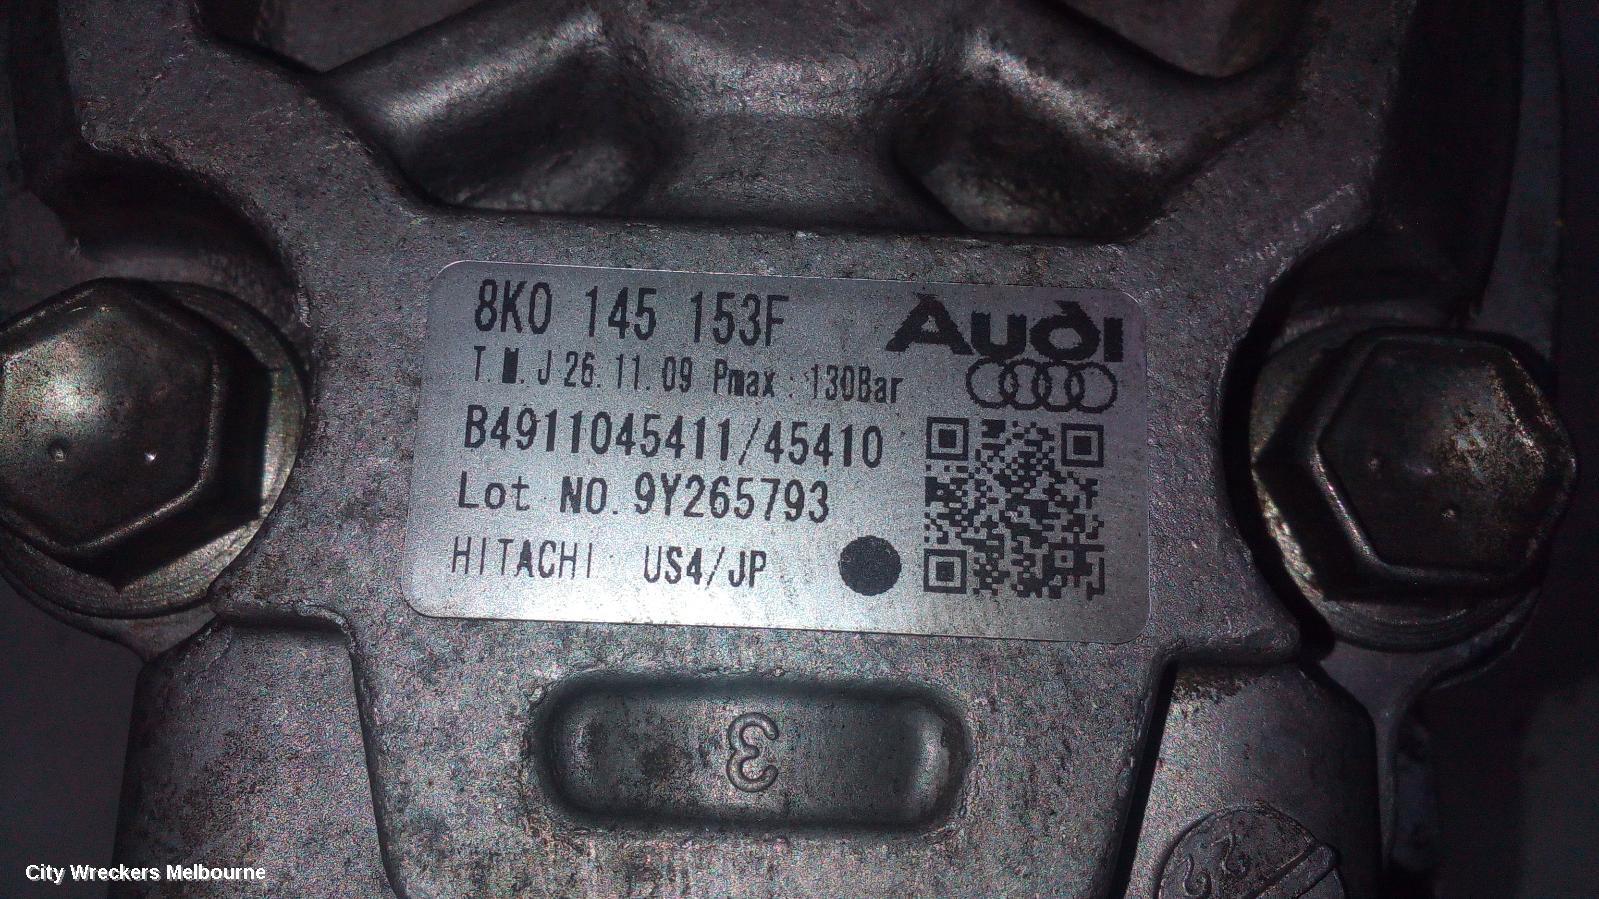 8K0 145 153F Audi
T.M.J 26.11.09 Pmax : 130Bar
B4911045411/45410
Lot NO. 9Y265793
HITACHI US4/JP
3
22
City Wreckers Melbourne